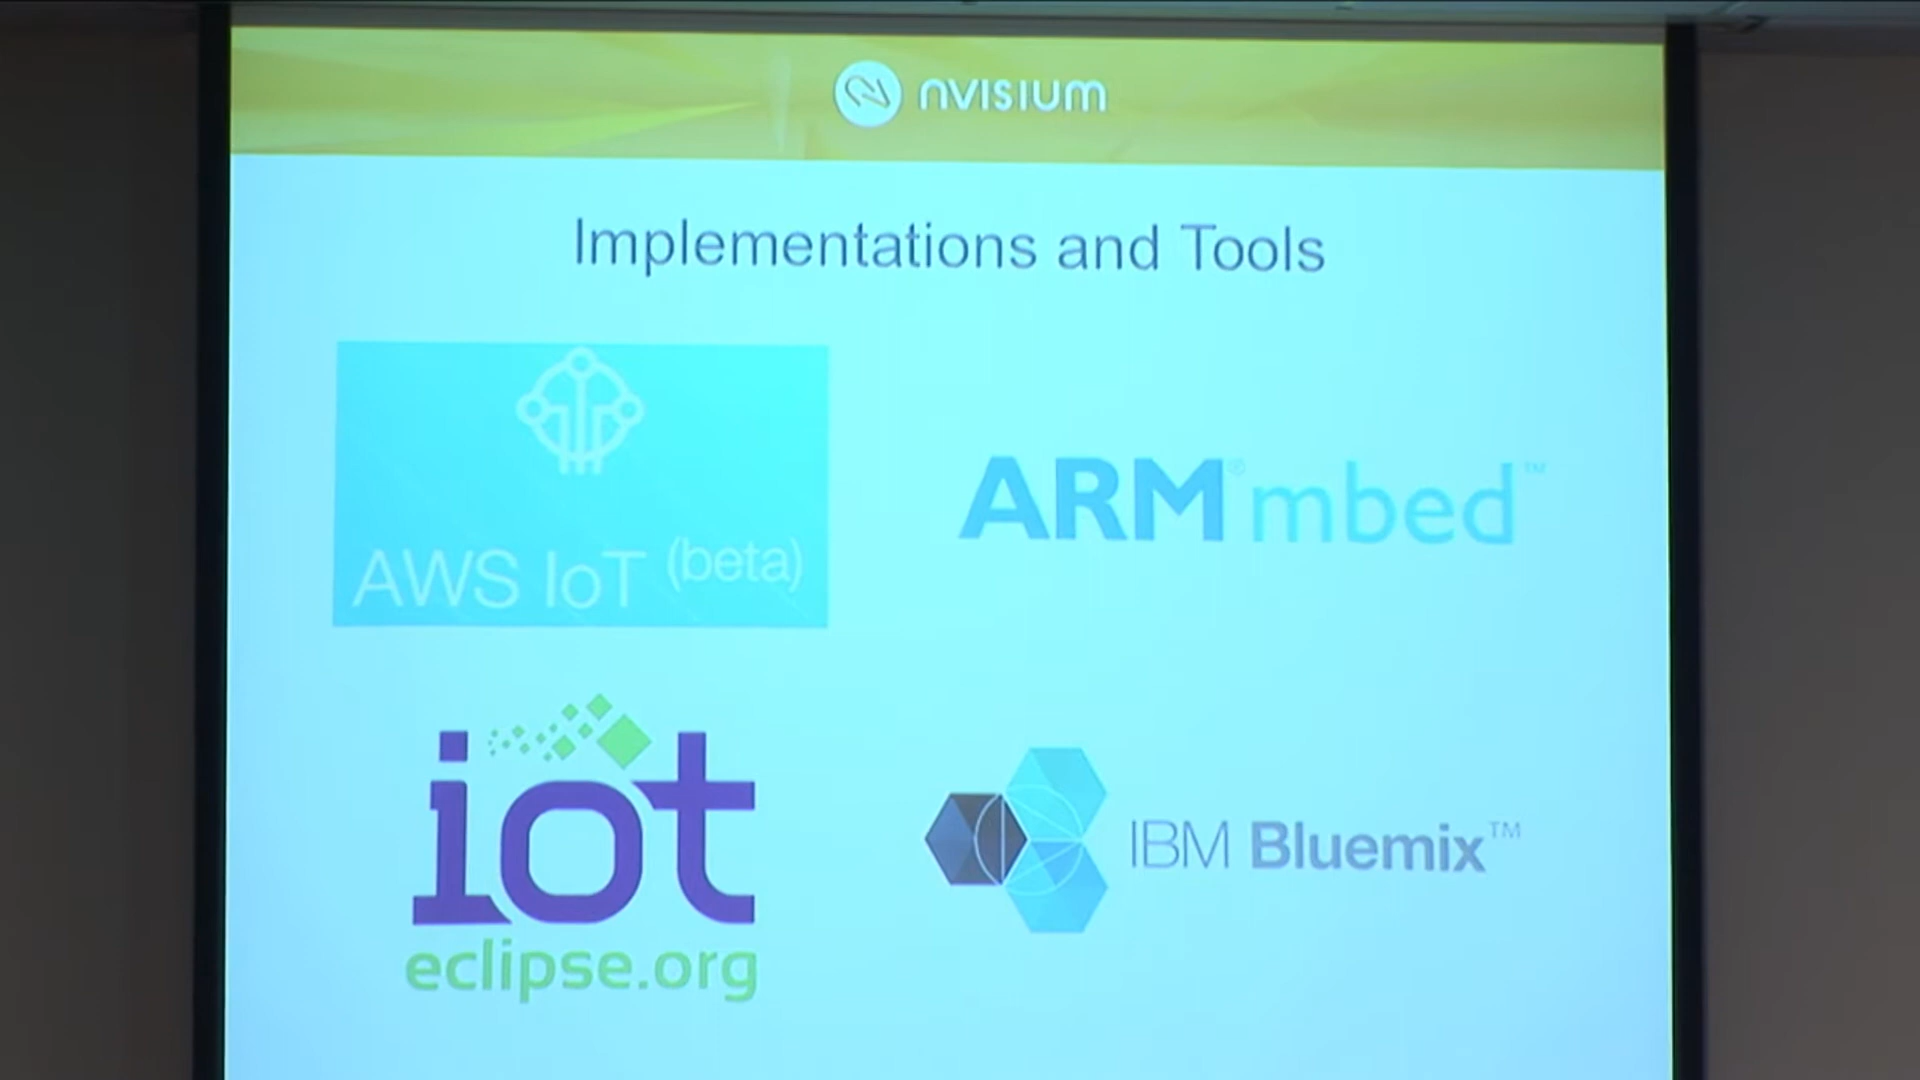 nVISIUM
Implementations and Tools
AWS IoT (beta)
ARM® mbed™
iot
eclipse.org
IBM Bluemix™